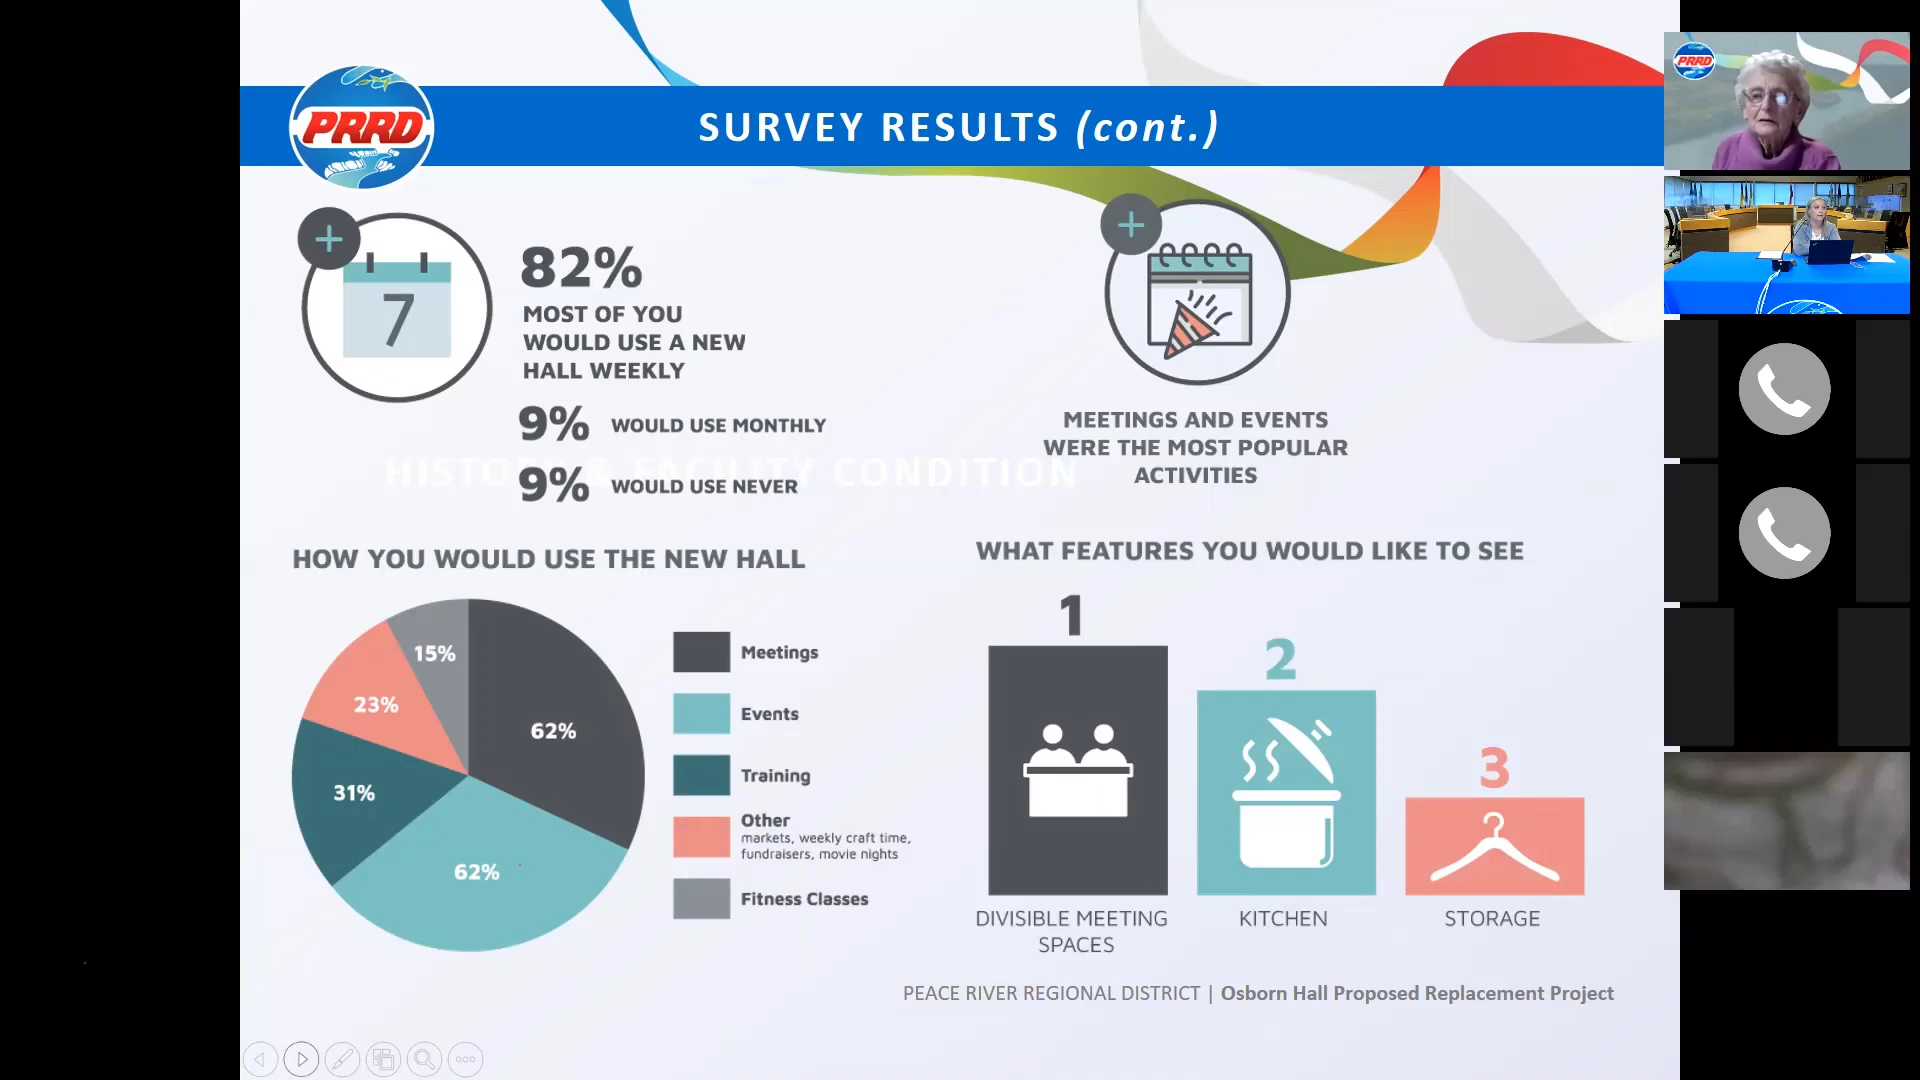 PRRD
SURVEY RESULTS (cont.)
7
82%
MOST OF YOU
WOULD USE A NEW
HALL WEEKLY
9% WOULD USE MONTHLY
9% WOULD USE NEVER
HISTORY & FACILITY CONDITION
MEETINGS AND EVENTS
WERE THE MOST POPULAR
ACTIVITIES
HOW YOU WOULD USE THE NEW HALL
15%
23%
62%
31%
62%
Meetings
Events
Training
Other
markets, weekly craft time,
fundraisers, movie nights
Fitness Classes
WHAT FEATURES YOU WOULD LIKE TO SEE
1
2
3
DIVISIBLE MEETING
SPACES
KITCHEN
STORAGE
PEACE RIVER REGIONAL DISTRICT | Osborn Hall Proposed Replacement Project
PRRD